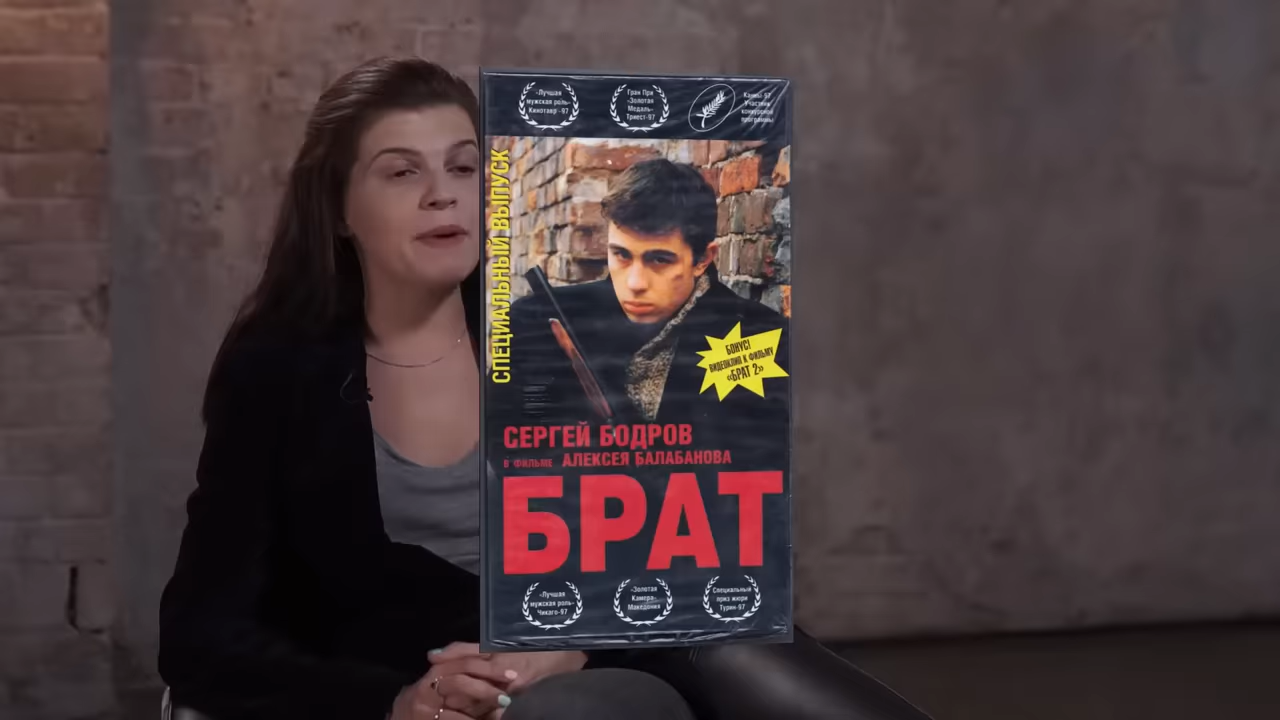 «Лучшая
мужская роль»
Кинотавр-97
Гран При
«Золотая
Медаль»
Триест-97
Канны-97
Участник
конкурсной
программы
СПЕЦИАЛЬНЫЙ ВЫПУСК
БОНУС!
ВИДЕОКЛИП К ФИЛЬМУ
«БРАТ 2»
СЕРГЕЙ БОДРОВ
В ФИЛЬМЕ АЛЕКСЕЯ БАЛАБАНОВА
БРАТ
«Лучшая
мужская роль»
Чикаго-97
«Золотая
Камера»
Македония
Специальный
приз жюри
Турин-97